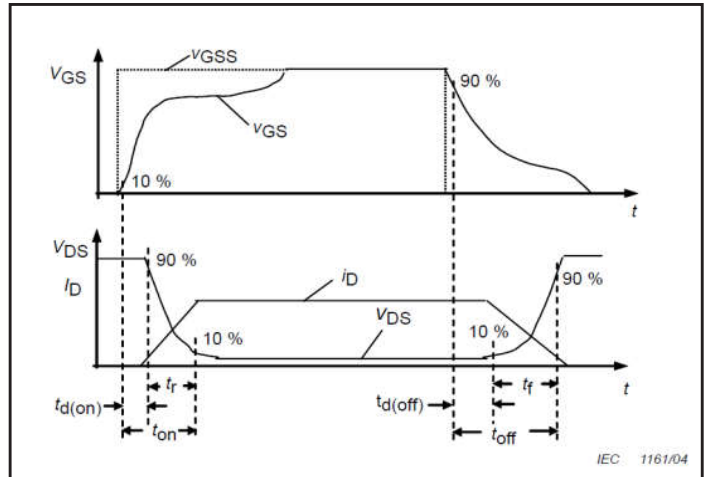 VGSS
VGS
90 %
vGS
10 %
t
VDS
90 %
90 %
ID
iD
VDS
10 %
10 %
tr
tf
t
td(on)
td(off)
ton
toff
IEC 1161/04